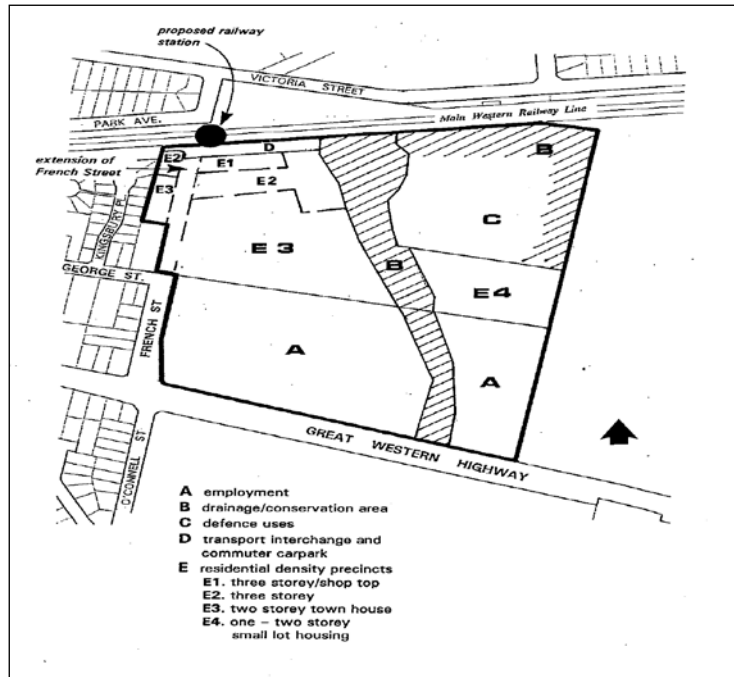 proposed railway
station
VICTORIA STREET
PARK AVE.
Main Western Railway Line
D
B
E2
E1
extension of
French Street
E3
E2
C
KINGSBURY Pl
E 3
B
GEORGE ST.
E4
FRENCH ST
A
A
GREAT WESTERN HIGHWAY
O'CONNELL ST.
A employment
B drainage/conservation area
C defence uses
D transport interchange and
commuter carpark
E residential density precincts
E1. three storey/shop top
E2. three storey
E3. two storey town house
E4. one – two storey
small lot housing